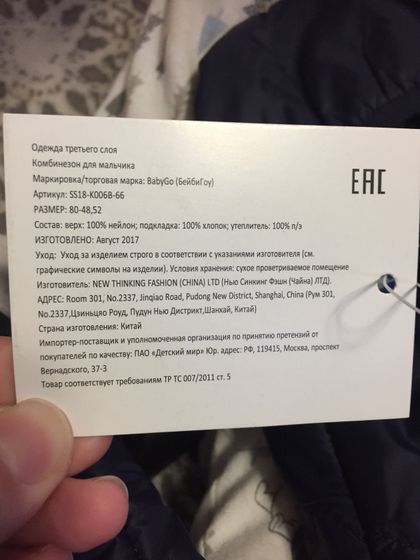 Одежда третьего слоя
Комбинезон для мальчика
Маркировка/торговая марка: BabyGo (БейбиГоу)
Артикул: SS18-K006B-66
РАЗМЕР: 80-48,52
Состав: верх: 100% нейлон; подкладка: 100% хлопок; утеплитель: 100% п/э
ИЗГОТОВЛЕНО: Август 2017
Уход: Уход за изделием строго в соответствии с указаниями изготовителя (см.
графические символы на изделии). Условия хранения: сухое проветриваемое помещение
Изготовитель: NEW THINKING FASHION (CHINA) LTD (Нью Синкинг Фэшн (Чайна) ЛТД).
АДРЕС: Room 301, No.2337, Jinqiao Road, Pudong New District, Shanghai, China (Рум 301,
No.2337,Цзиньцяо Роуд, Пудун Нью Дистрикт,Шанхай, Китай)
Страна изготовления: Китай
Импортер-поставщик и уполномоченная организация по принятию претензий от
покупателей по качеству: ПАО «Детский мир» Юр. адрес: РФ, 119415, Москва, проспект
Вернадского, 37-3
Товар соответствует требованиям ТР ТС 007/2011 ст. 5
EAC